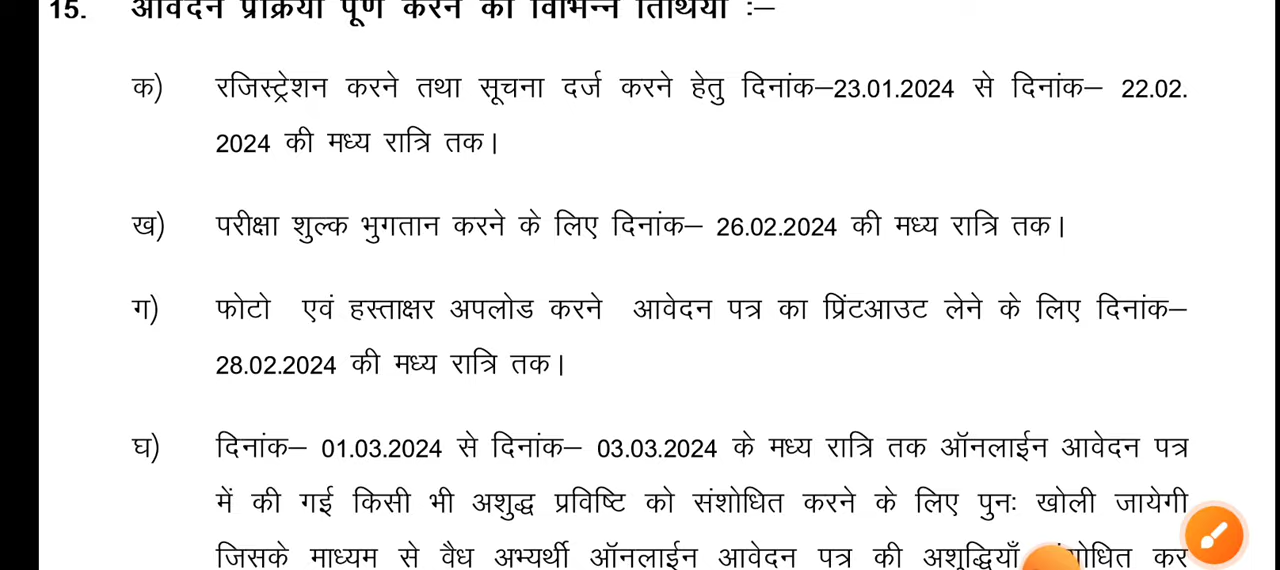 15. आवेदन प्रक्रिया पूर्ण करने की विभिन्न तिथियाँ :–
क) रजिस्ट्रेशन करने तथा सूचना दर्ज करने हेतु दिनांक–23.01.2024 से दिनांक– 22.02.
2024 की मध्य रात्रि तक।
ख) परीक्षा शुल्क भुगतान करने के लिए दिनांक– 26.02.2024 की मध्य रात्रि तक।
ग) फोटो एवं हस्ताक्षर अपलोड करने आवेदन पत्र का प्रिंटआउट लेने के लिए दिनांक–
28.02.2024 की मध्य रात्रि तक।
घ) दिनांक– 01.03.2024 से दिनांक– 03.03.2024 के मध्य रात्रि तक ऑनलाईन आवेदन पत्र
में की गई किसी भी अशुद्ध प्रविष्टि को संशोधित करने के लिए पुनः खोली जायेगी
जिसके माध्यम से वैध अभ्यर्थी ऑनलाईन आवेदन पत्र की अशुद्धियाँ कर